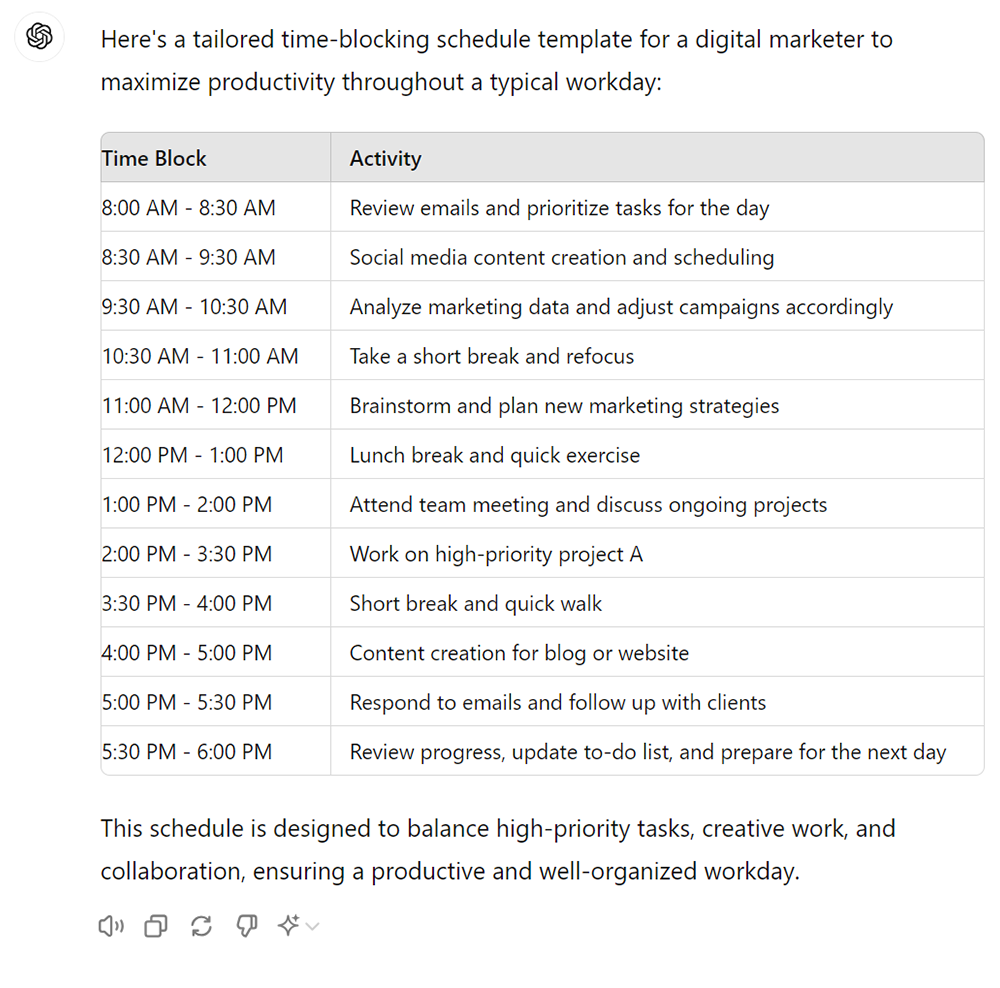 Here's a tailored time-blocking schedule template for a digital marketer to
maximize productivity throughout a typical workday:
Time Block Activity
8:00 AM - 8:30 AM Review emails and prioritize tasks for the day
8:30 AM - 9:30 AM Social media content creation and scheduling
9:30 AM - 10:30 AM Analyze marketing data and adjust campaigns accordingly
10:30 AM - 11:00 AM Take a short break and refocus
11:00 AM - 12:00 PM Brainstorm and plan new marketing strategies
12:00 PM - 1:00 PM Lunch break and quick exercise
1:00 PM - 2:00 PM Attend team meeting and discuss ongoing projects
2:00 PM - 3:30 PM Work on high-priority project A
3:30 PM - 4:00 PM Short break and quick walk
4:00 PM - 5:00 PM Content creation for blog or website
5:00 PM - 5:30 PM Respond to emails and follow up with clients
5:30 PM - 6:00 PM Review progress, update to-do list, and prepare for the next day
This schedule is designed to balance high-priority tasks, creative work, and
collaboration, ensuring a productive and well-organized workday.